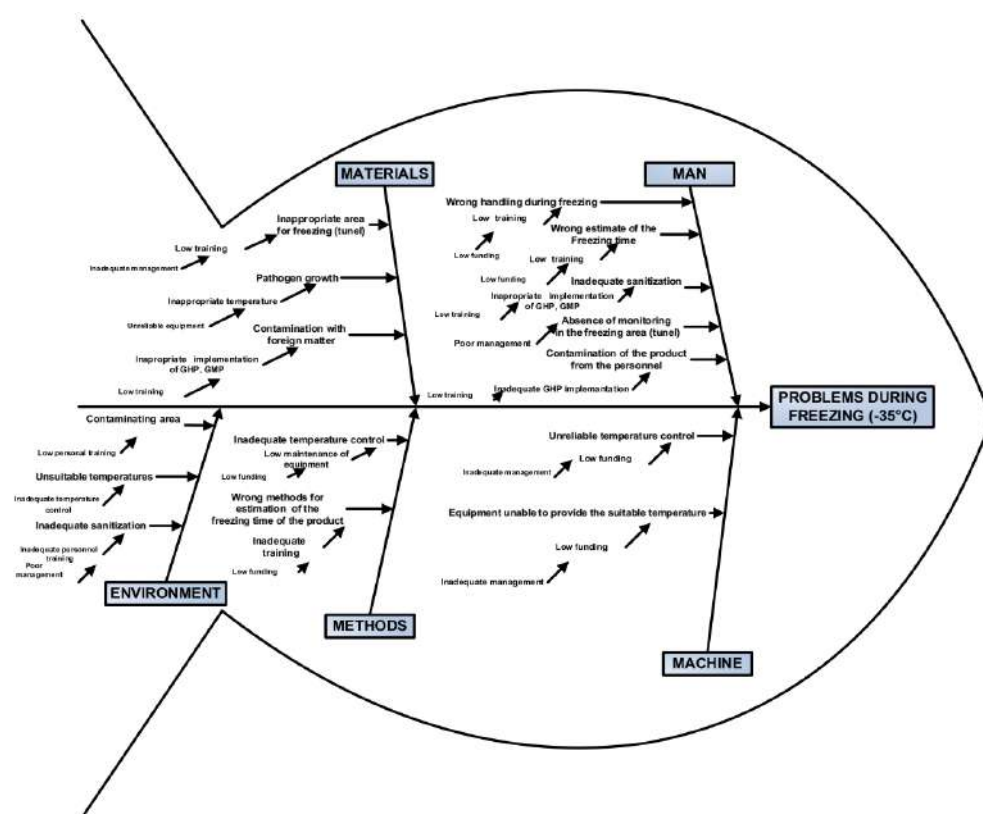 MATERIALS
Inappropriate area
for freezing (tunel)
Low training
Inadequate management
Pathogen growth
Inappropriate temperature
Unreliable equipment
Contamination with
foreign matter
Inapropriate implementation
of GHP, GMP
Low training
MAN
Wrong handling during freezing
Low training
Low funding
Wrong estimate of the
Freezing time
Low training
Low funding
Inadequate sanitization
Inapropriate implementation
of GHP, GMP
Low training
Absence of monitoring
in the freezing area (tunel)
Poor management
Contamination of the product
from the personnel
Inadequate GHP implemantation
Low training
PROBLEMS DURING
FREEZING (-35°C)
Contaminating area
Low personal training
Unsuitable temperatures
Inadequate temperature
control
Inadequate sanitization
Inadequate personnel
training
Poor
management
ENVIRONMENT
Inadequate temperature control
Low maintenance of
equipment
Low funding
Wrong methods for
estimation of the
freezing time of the product
Inadequate
training
Low funding
METHODS
Unreliable temperature control
Low funding
Inadequate management
Equipment unable to provide the suitable temperature
Low funding
Inadequate management
MACHINE